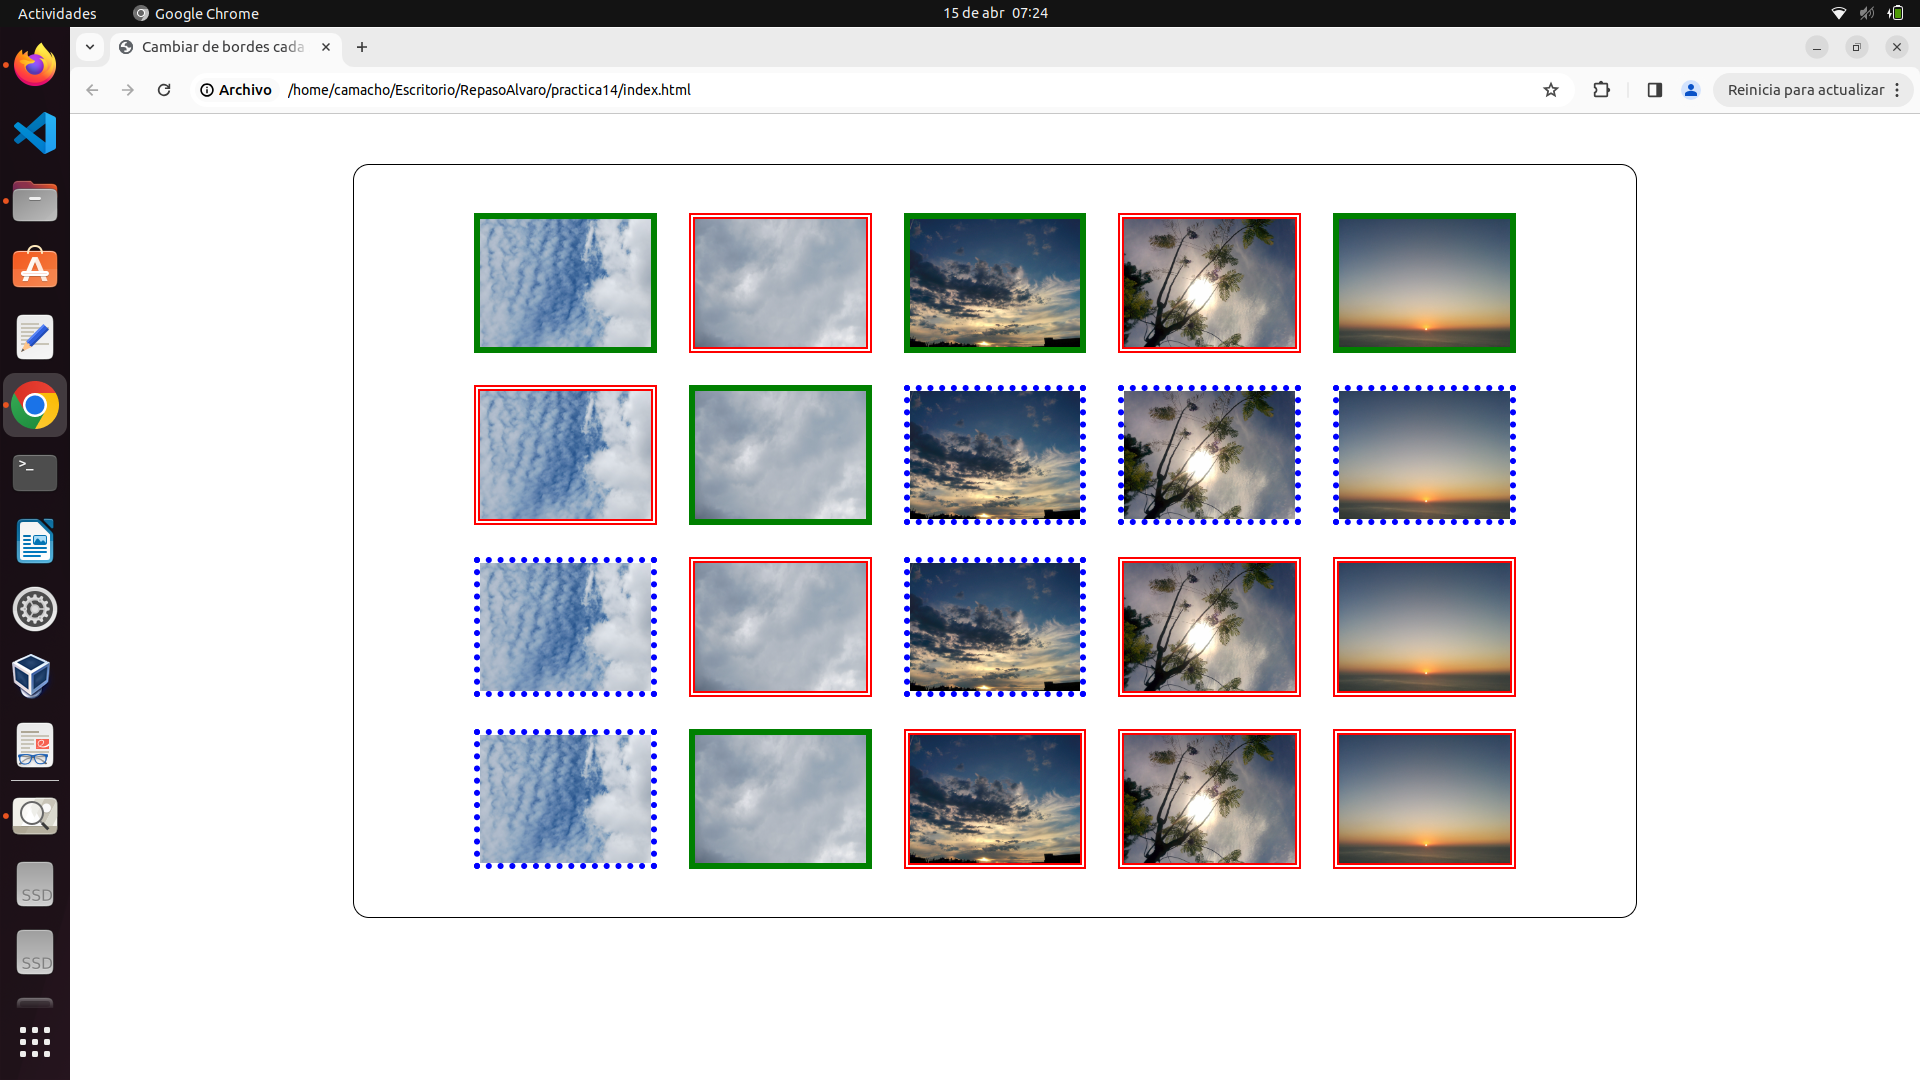 Actividades
Google Chrome
15 de abr 07:24
Cambiar de bordes cada
Archivo
/home/camacho/Escritorio/RepasoAlvaro/practica14/index.html
Reinicia para actualizar
>_
SSD
SSD